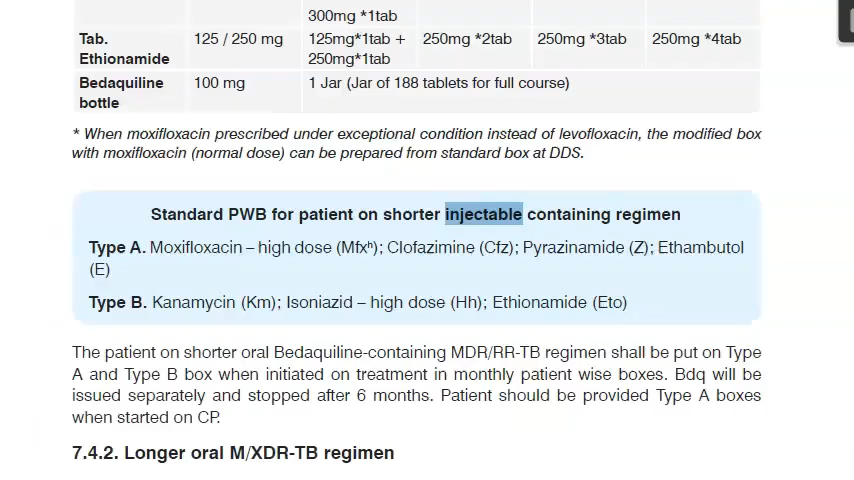 300mg *1tab
Tab. 125 / 250 mg 125mg*1tab + 250mg *2tab 250mg *3tab 250mg *4tab
Ethionamide 250mg*1tab
Bedaquiline 100 mg 1 Jar (Jar of 188 tablets for full course)
bottle
* When moxifloxacin prescribed under exceptional condition instead of levofloxacin, the modified box
with moxifloxacin (normal dose) can be prepared from standard box at DDS.
Standard PWB for patient on shorter injectable containing regimen
Type A. Moxifloxacin – high dose (Mfxʰ); Clofazimine (Cfz); Pyrazinamide (Z); Ethambutol
(E)
Type B. Kanamycin (Km); Isoniazid – high dose (Hh); Ethionamide (Eto)
The patient on shorter oral Bedaquiline-containing MDR/RR-TB regimen shall be put on Type
A and Type B box when initiated on treatment in monthly patient wise boxes. Bdq will be
issued separately and stopped after 6 months. Patient should be provided Type A boxes
when started on CP.
7.4.2. Longer oral M/XDR-TB regimen